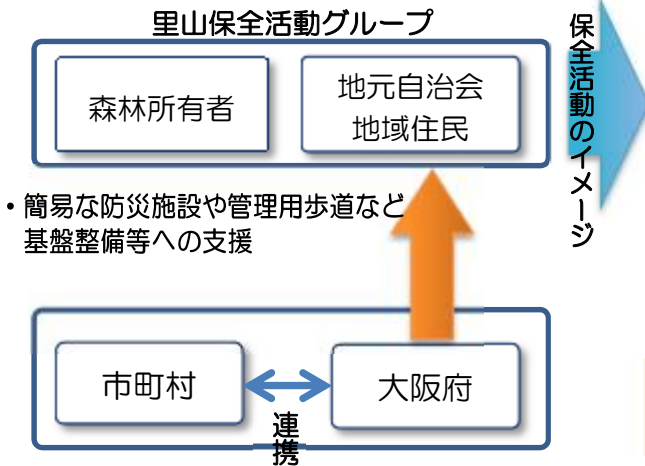 里山保全活動グループ
森林所有者
地元自治会
地域住民
保全活動のイメージ
・簡易な防災施設や管理用歩道など
基盤整備等への支援
市町村
大阪府
連携